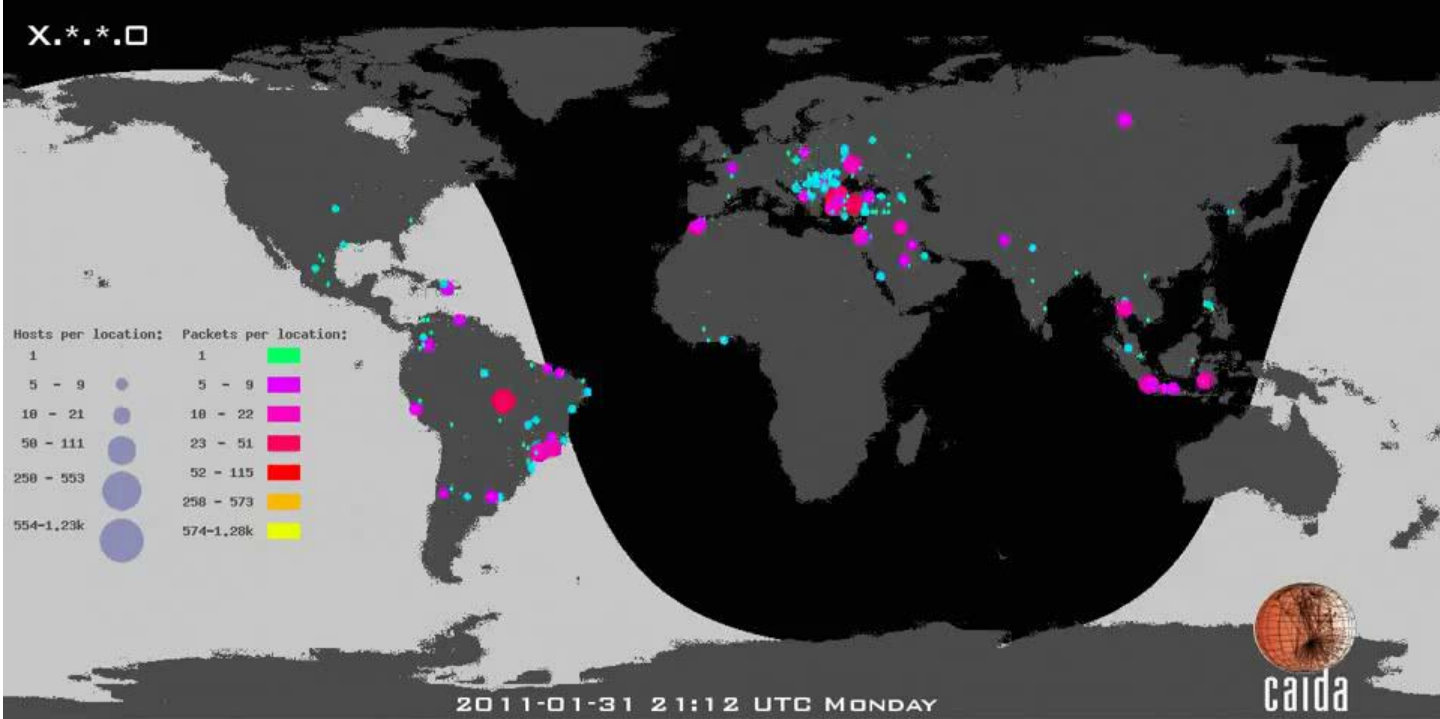 X.*.*.0
Hosts per location:
1
5 - 9
10 - 21
50 - 111
250 - 553
554-1.23k
Packets per location:
1
5 - 9
10 - 22
23 - 51
52 - 115
258 - 573
574-1.28k
caida
2011-01-31 21:12 UTC Monday